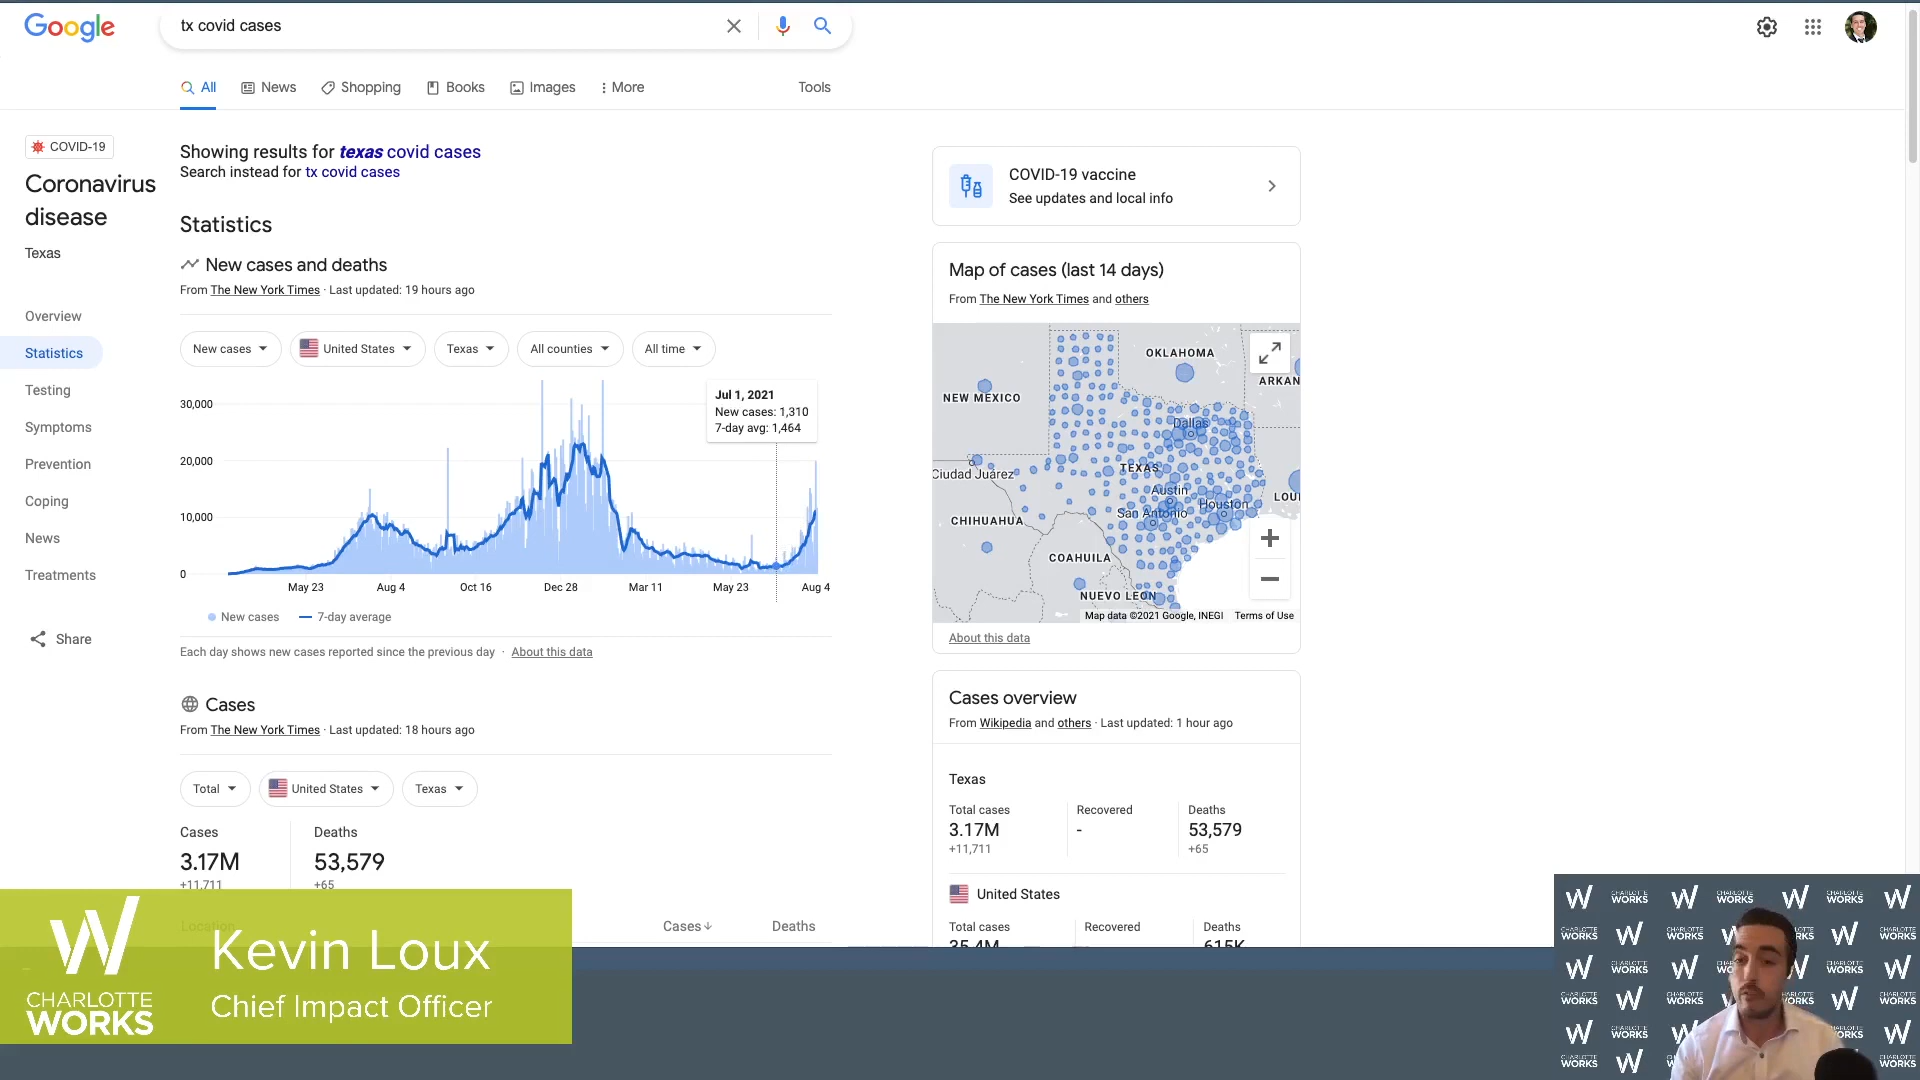 Google
tx covid cases
All
News
Shopping
Books
Images
More
Tools
COVID-19
Coronavirus
disease
Texas
Overview
Statistics
Testing
Symptoms
Prevention
Coping
News
Treatments
Share
Showing results for texas covid cases
Search instead for tx covid cases
Statistics
New cases and deaths
From The New York Times · Last updated: 19 hours ago
New cases
United States
Texas
All counties
All time
30,000
20,000
10,000
0
Jul 1, 2021
New cases: 1,310
7-day avg: 1,464
May 23
Aug 4
Oct 16
Dec 28
Mar 11
May 23
Aug 4
New cases
7-day average
Each day shows new cases reported since the previous day · About this data
Cases
From The New York Times · Last updated: 18 hours ago
Total
United States
Texas
Cases
Deaths
3.17M
53,579
+11,711
+65
Location
Cases
Deaths
COVID-19 vaccine
See updates and local info
Map of cases (last 14 days)
From The New York Times and others
OKLAHOMA
ARKAN
NEW MEXICO
Dallas
Ciudad Juárez
TEXAS
Austin
LOUI
San Antonio
Houston
CHIHUAHUA
COAHUILA
NUEVO LEON
Map data ©2021 Google, INEGI
Terms of Use
About this data
Cases overview
From Wikipedia and others · Last updated: 1 hour ago
Texas
Total cases
Recovered
Deaths
3.17M
-
53,579
+11,711
+65
United States
Total cases
Recovered
Deaths
35.4M
615K
CHARLOTTE
WORKS
Kevin Loux
Chief Impact Officer
CHARLOTTE
WORKS